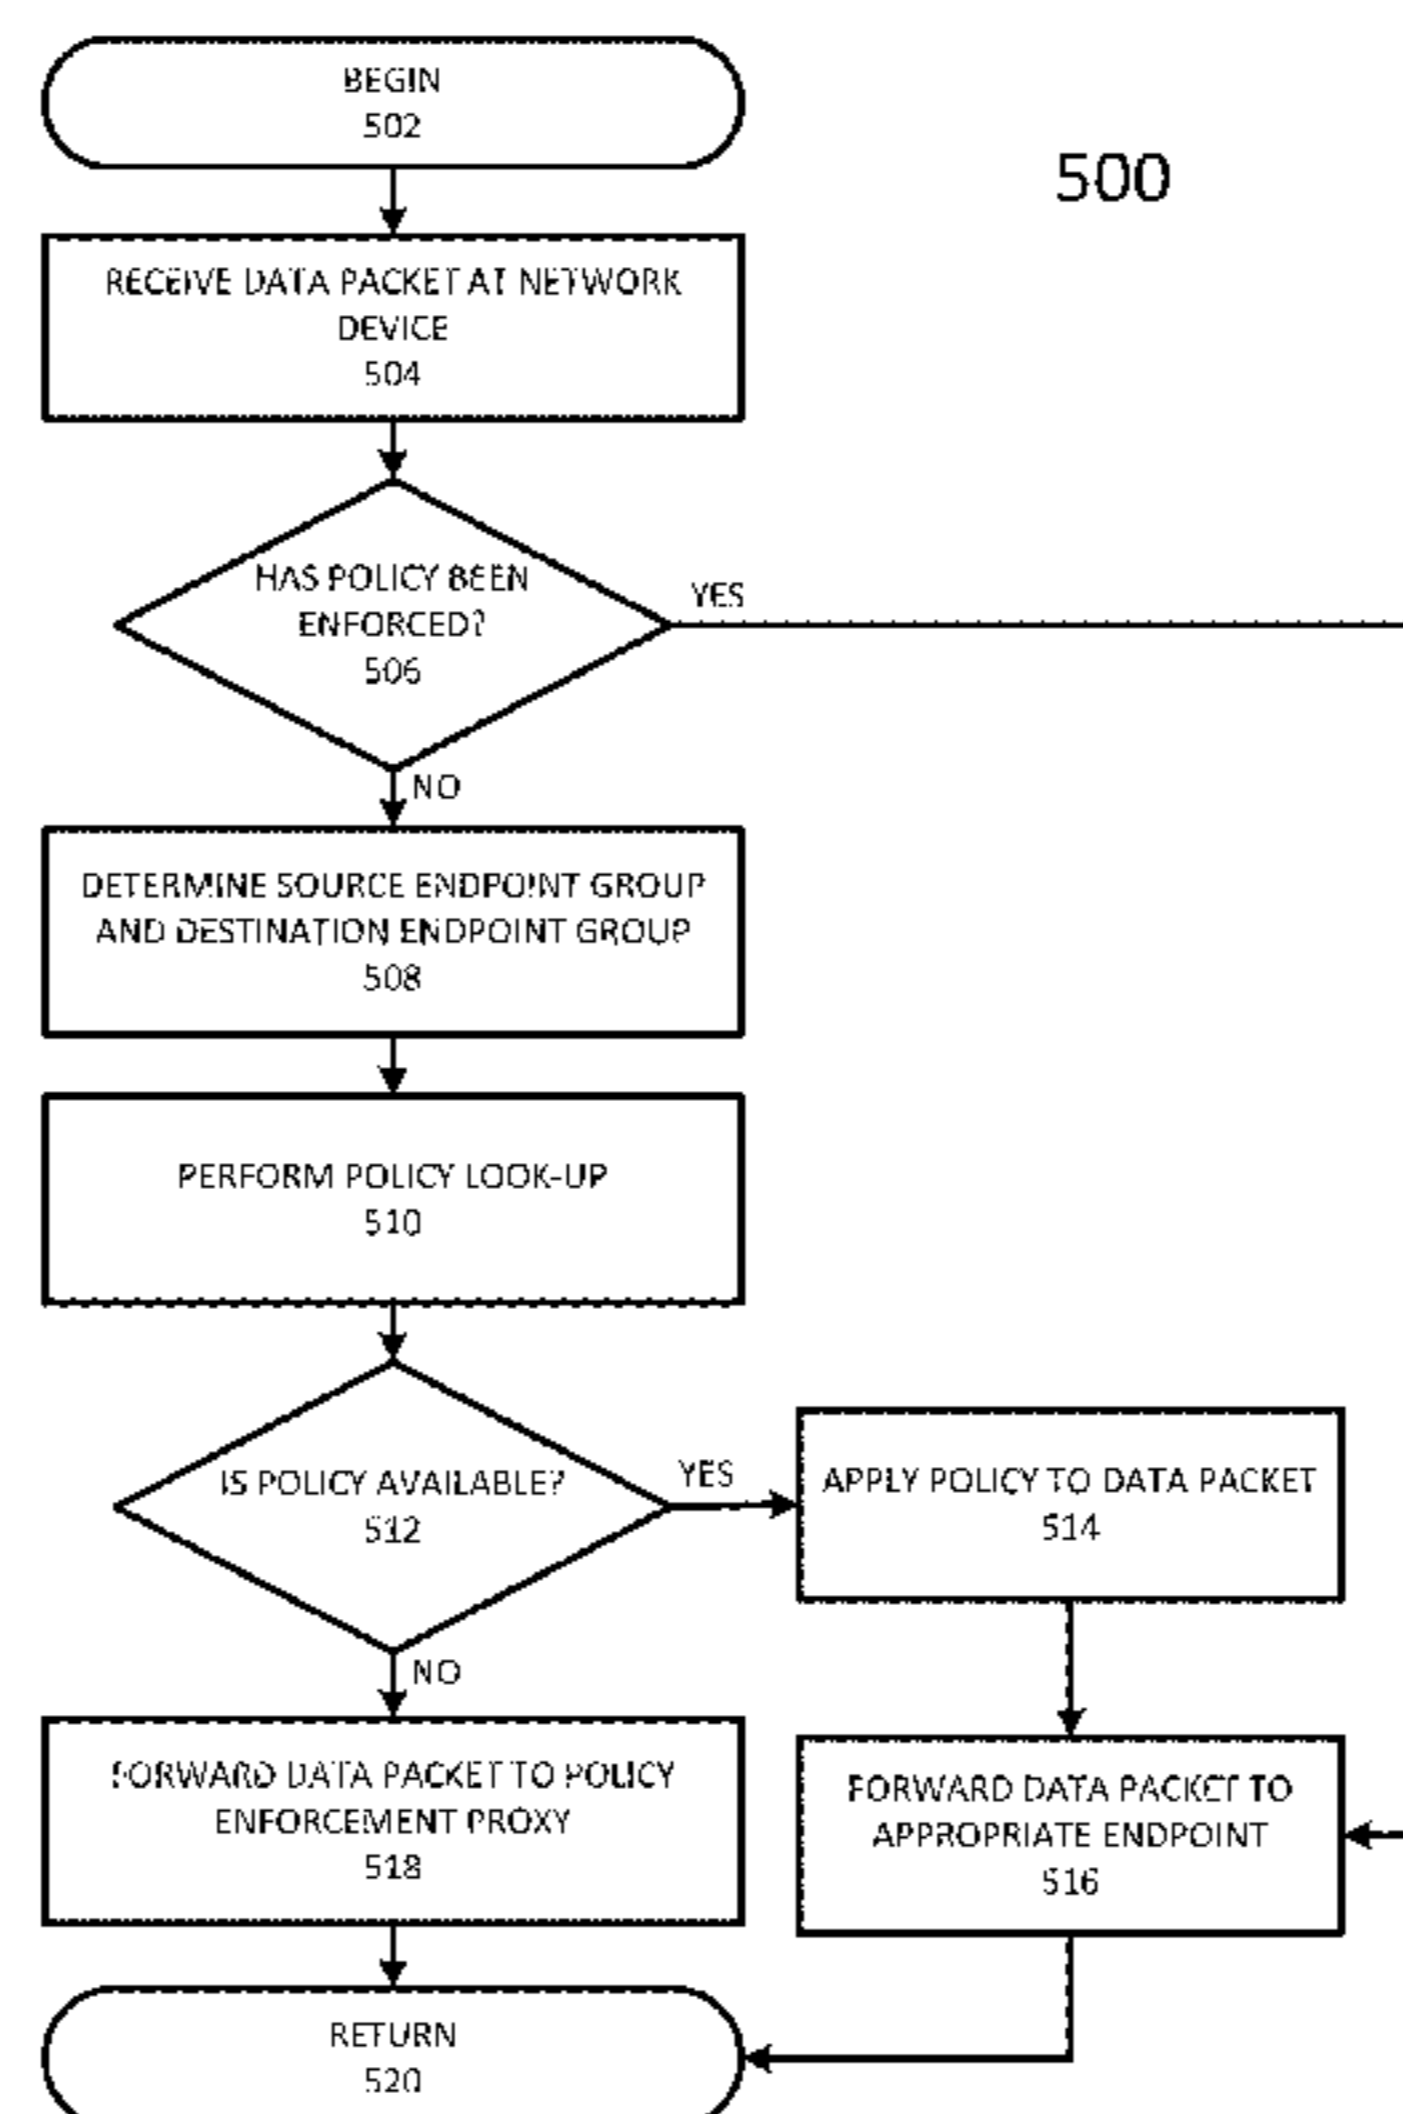 BEGIN
502
500
RECEIVE DATA PACKET AT NETWORK
DEVICE
504
HAS POLICY BEEN
ENFORCED?
506
YES
NO
DETERMINE SOURCE ENDPOINT GROUP
AND DESTINATION ENDPOINT GROUP
508
PERFORM POLICY LOOK-UP
510
IS POLICY AVAILABLE?
512
YES
APPLY POLICY TO DATA PACKET
514
NO
FORWARD DATA PACKET TO POLICY
ENFORCEMENT PROXY
518
FORWARD DATA PACKET TO
APPROPRIATE ENDPOINT
516
RETURN
520